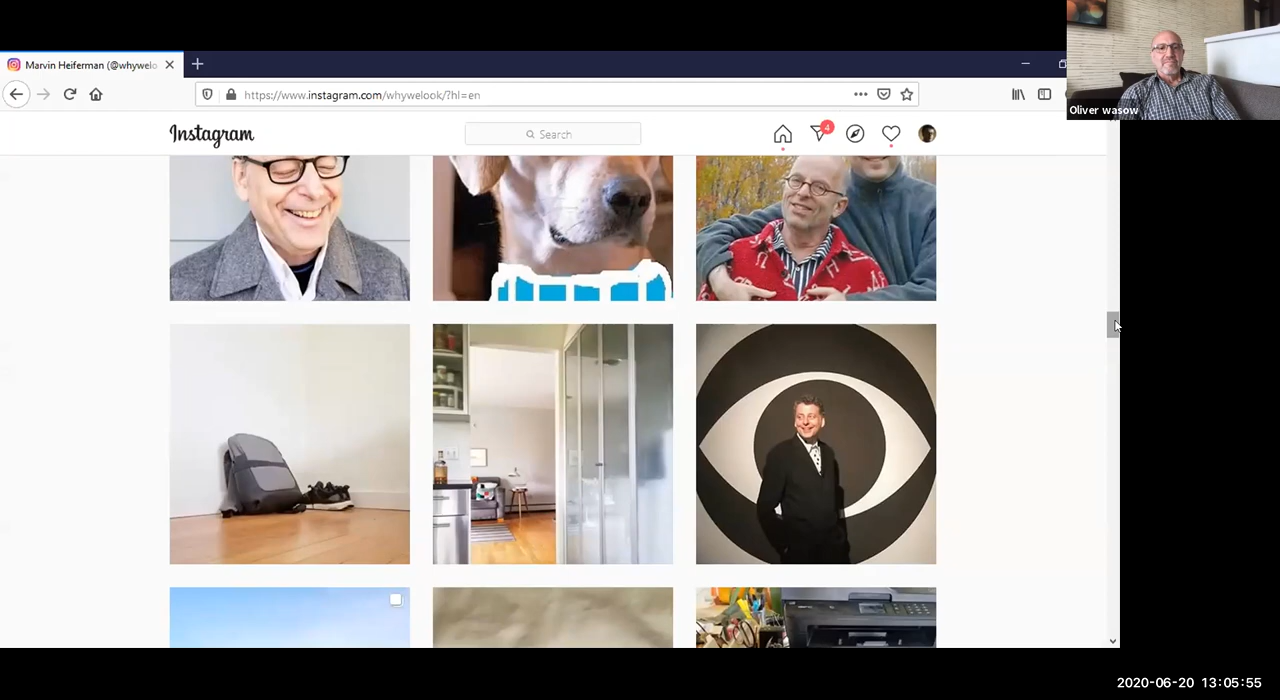 Marvin Heiferman (@whywelo
https://www.instagram.com/whywelook/?hl=en
Oliver wasow
Instagram
Search
4
2020-06-20 13:05:55